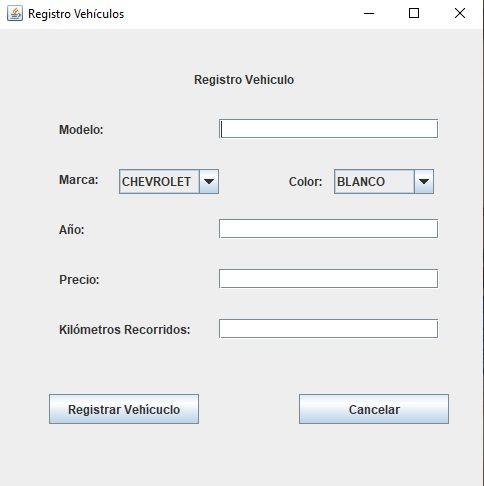 Registro Vehículos
Registro Vehiculo
Modelo:
Marca: CHEVROLET Color: BLANCO
Año:
Precio:
Kilómetros Recorridos:
Registrar Vehícuclo Cancelar